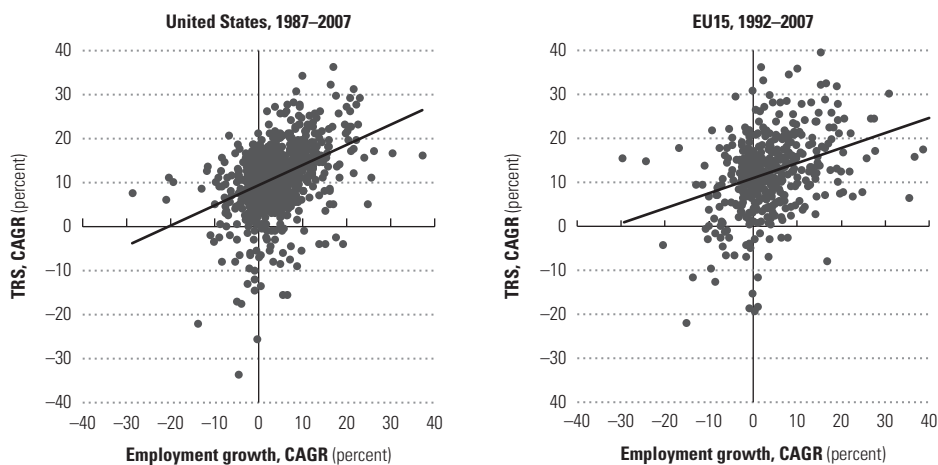 United States, 1987–2007
40
30
20
10
0
–10
–20
–30
–40
–40 –30 –20 –10 0 10 20 30 40
TRS, CAGR (percent)
Employment growth, CAGR (percent)
EU15, 1992–2007
40
30
20
10
0
–10
–20
–30
40
–40 –30 –20 –10 0 10 20 30 40
TRS, CAGR (percent)
Employment growth, CAGR (percent)